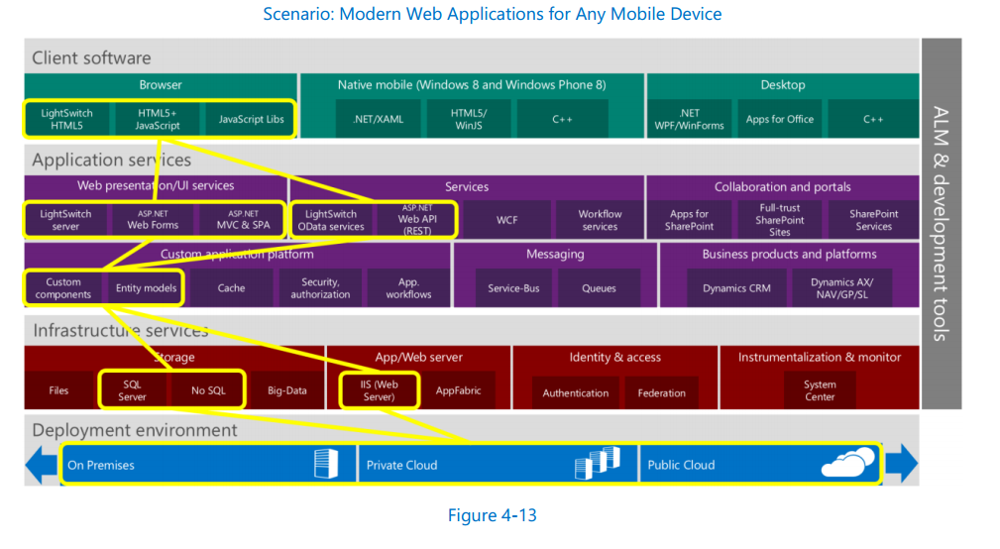 Scenario: Modern Web Applications for Any Mobile Device
Client software
Browser
Native mobile (Windows 8 and Windows Phone 8)
Desktop
LightSwitch
HTML5
HTML5+
JavaScript
JavaScript Libs
.NET/XAML
HTML5/
WinJS
C++
.NET
WPF/WinForms
Apps for Office
C++
Application services
Web presentation/UI services
Services
Collaboration and portals
LightSwitch
server
ASP.NET
Web Forms
ASP.NET
MVC & SPA
LightSwitch
OData services
ASP.NET
Web API
(REST)
WCF
Workflow
services
Apps for
SharePoint
Full-trust
SharePoint
Sites
SharePoint
Services
Custom application platform
Messaging
Business products and platforms
Custom
components
Entity models
Cache
Security,
authorization
App.
workflows
Service-Bus
Queues
Dynamics CRM
Dynamics AX/
NAV/GP/SL
Infrastructure services
Storage
App/Web server
Identity & access
Instrumentalization & monitor
Files
SQL
Server
No SQL
Big-Data
IIS (Web
Server)
AppFabric
Authentication
Federation
System
Center
Deployment environment
On Premises
Private Cloud
Public Cloud
ALM & development tools
Figure 4-13